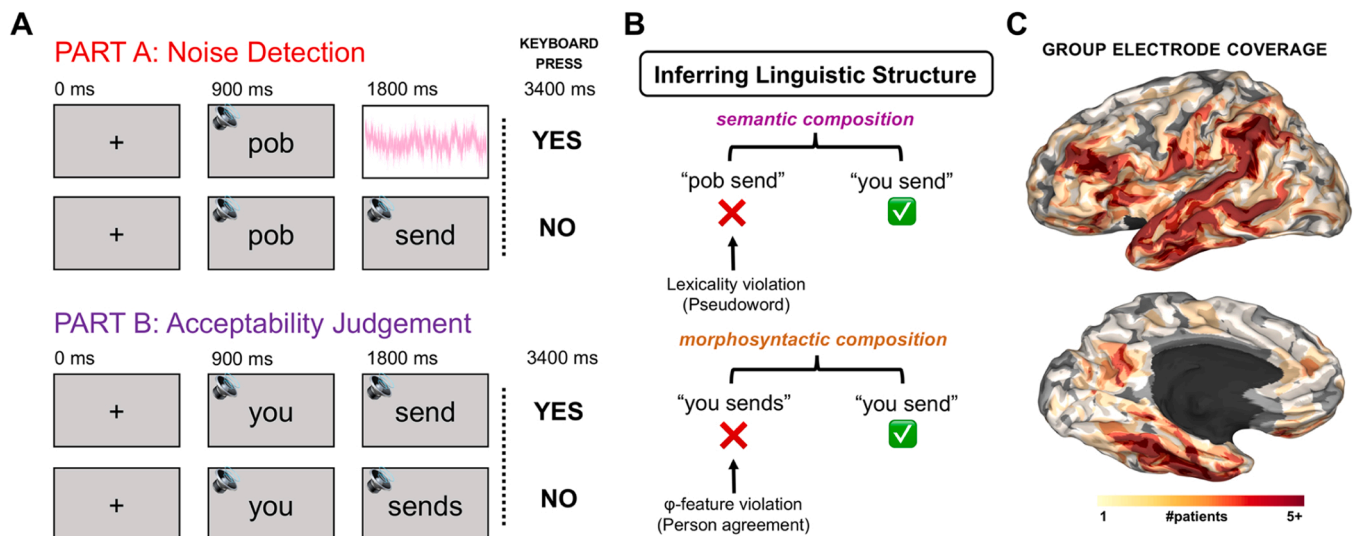 A
PART A: Noise Detection
KEYBOARD
PRESS
0 ms
900 ms
1800 ms
3400 ms
+
pob
YES
+
pob
send
NO
PART B: Acceptability Judgement
0 ms
900 ms
1800 ms
3400 ms
+
you
send
YES
+
you
sends
NO
B
Inferring Linguistic Structure
semantic composition
“pob send”
“you send”
Lexicality violation
(Pseudoword)
morphosyntactic composition
“you sends”
“you send”
φ-feature violation
(Person agreement)
C
GROUP ELECTRODE COVERAGE
1
#patients
5+